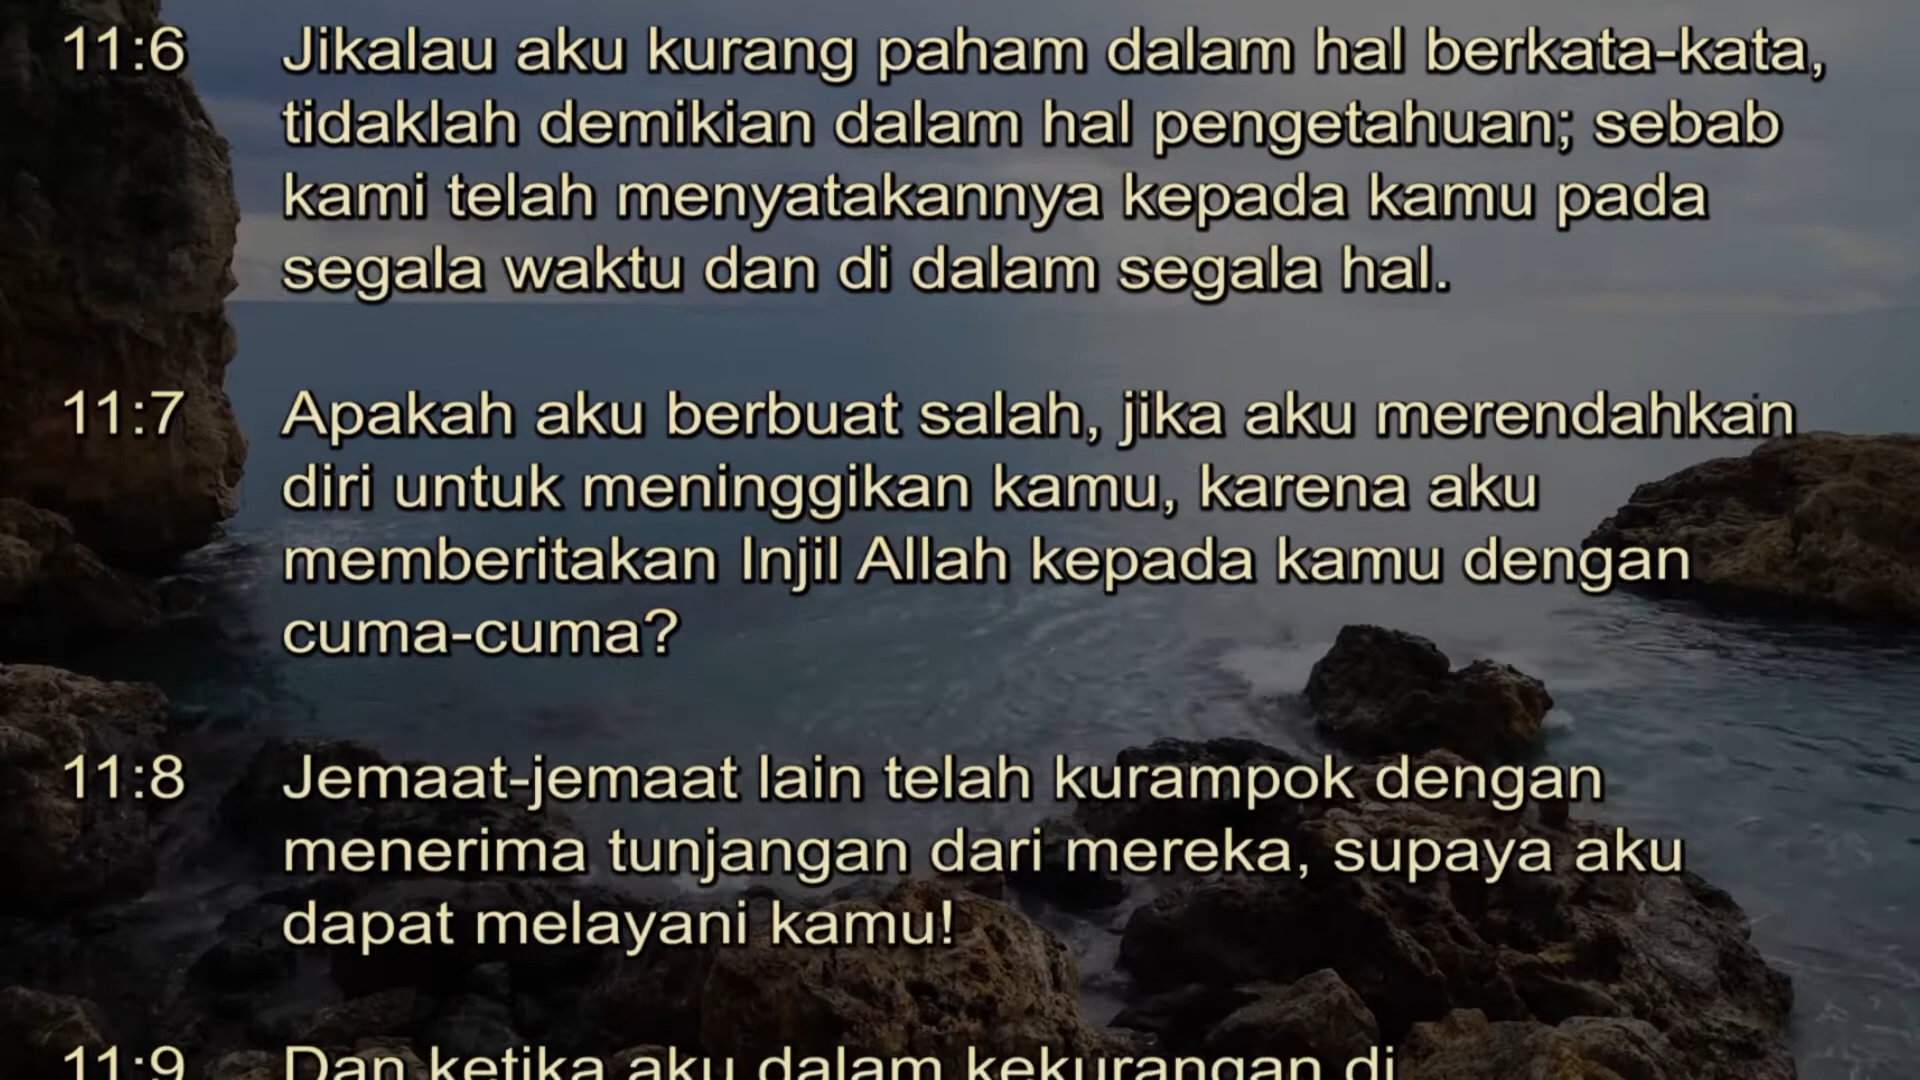 11:6 Jikalau aku kurang paham dalam hal berkata-kata,
tidaklah demikian dalam hal pengetahuan; sebab
kami telah menyatakannya kepada kamu pada
segala waktu dan di dalam segala hal.
11:7 Apakah aku berbuat salah, jika aku merendahkan
diri untuk meninggikan kamu, karena aku
memberitakan Injil Allah kepada kamu dengan
cuma-cuma?
11:8 Jemaat-jemaat lain telah kurampok dengan
menerima tunjangan dari mereka, supaya aku
dapat melayani kamu!
11:9 Dan ketika aku dalam kekurangan di